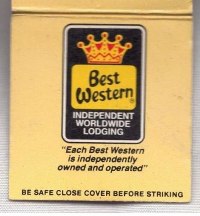 Best
Western
INDEPENDENT
WORLDWIDE
LODGING
"Each Best Western
is independently
owned and operated"
BE SAFE CLOSE COVER BEFORE STRIKING